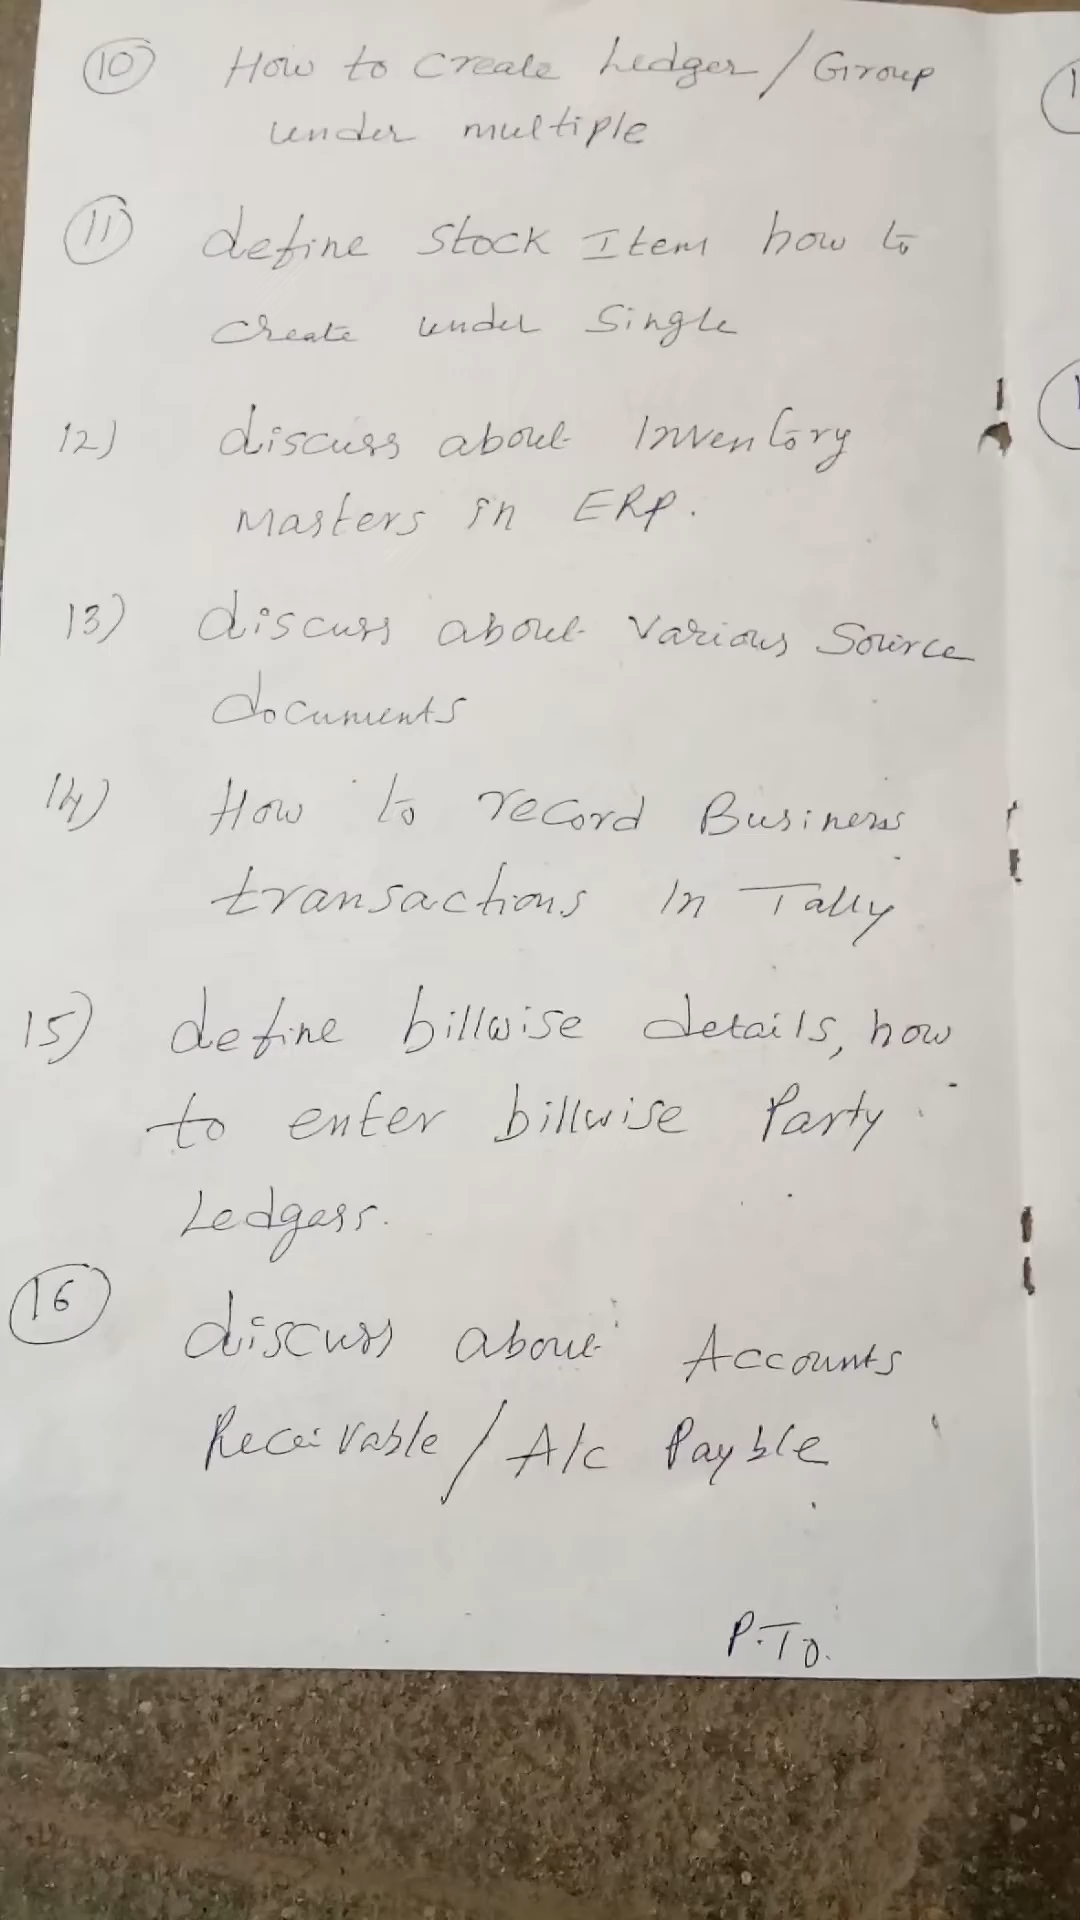 10 How to Create Ledger / Group
under multiple
11 define Stock Item how to
Create under Single
12) discuss about Inventory
Masters in ERP.
13) discuss about Various Source
documents
14) How to record Business
transactions in Tally
15) define billwise details, how
to enter billwise Party
Ledgers.
16 discuss about Accounts
Receivable / A/c Payble
P.T.O.